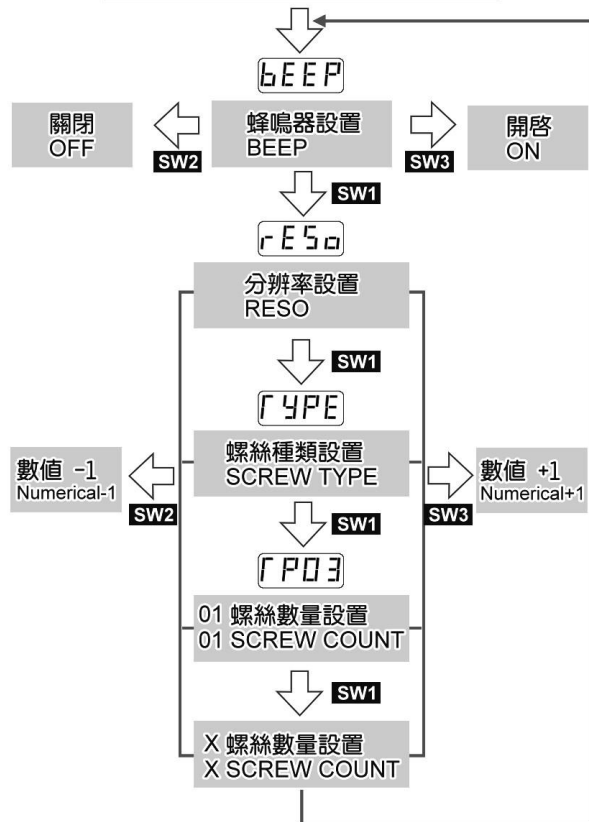 bEEP
關閉
OFF
SW2
蜂鳴器設置
BEEP
SW3
開啓
ON
SW1
rESo
分辨率設置
RESO
SW1
TYPE
螺絲種類設置
SCREW TYPE
數值 -1
Numerical-1
SW2
數值 +1
Numerical+1
SW3
SW1
TP03
01 螺絲數量設置
01 SCREW COUNT
SW1
X 螺絲數量設置
X SCREW COUNT